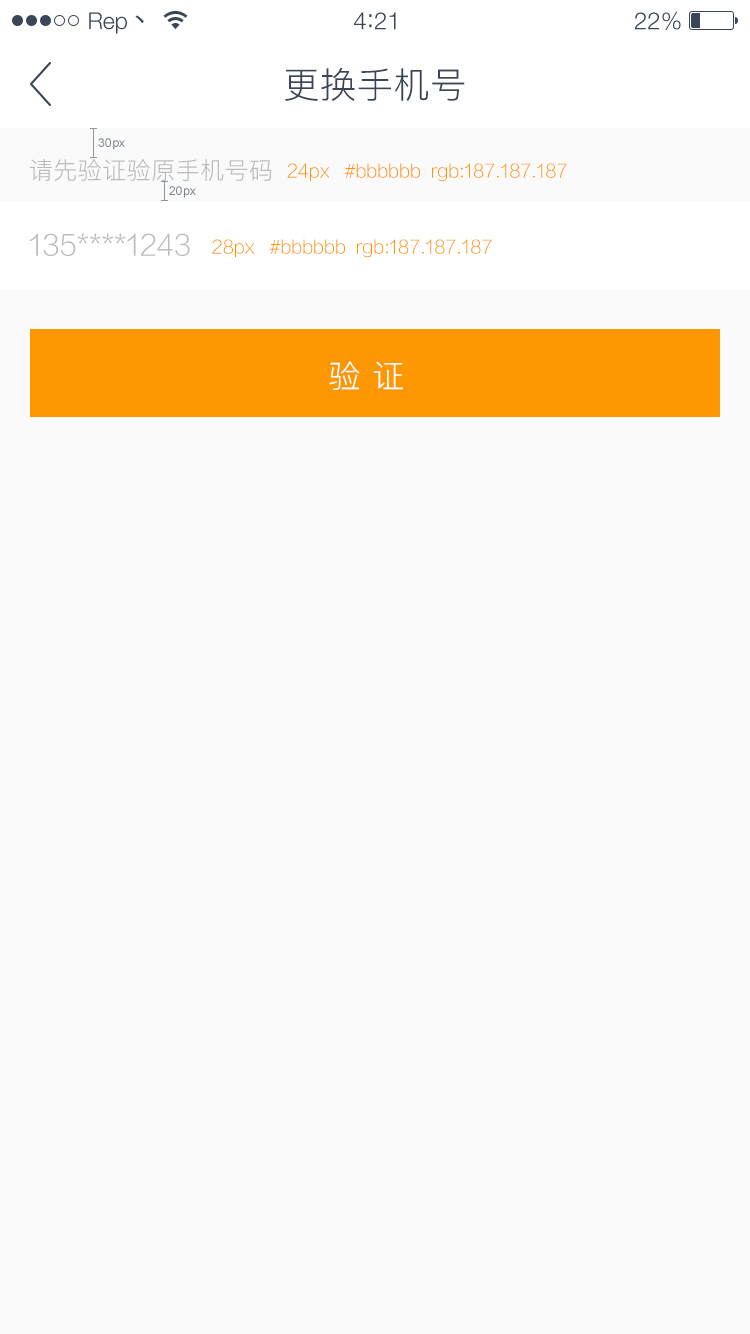 Rep 4:21 22%
更换手机号
30px
请先验证验原手机号码 24px #bbbbbb rgb:187.187.187
20px
135****1243 28px #bbbbbb rgb:187.187.187
验 证